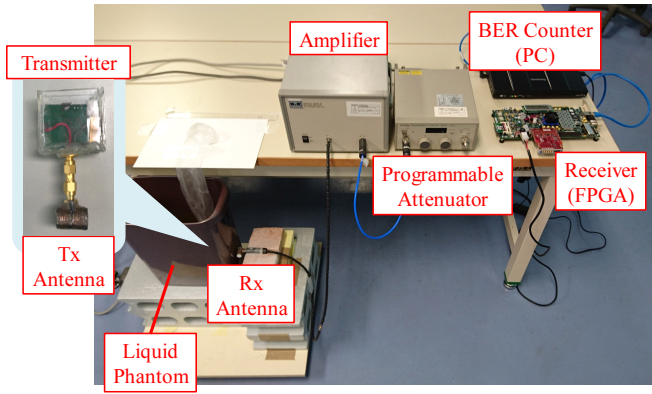 Transmitter
Amplifier
BER Counter
(PC)
Programmable
Attenuator
Receiver
(FPGA)
Tx
Antenna
Rx
Antenna
Liquid
Phantom